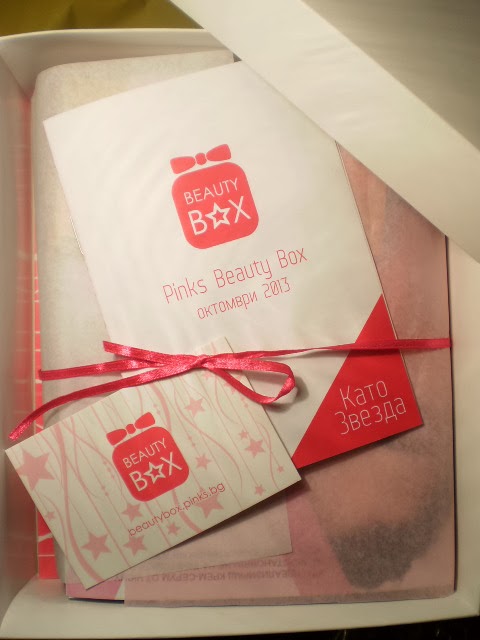 BEAUTY
BOX
Pinks Beauty Box
октомври 2013
Като
Звезда
BEAUTY
BOX
beautybox.pinks.bg